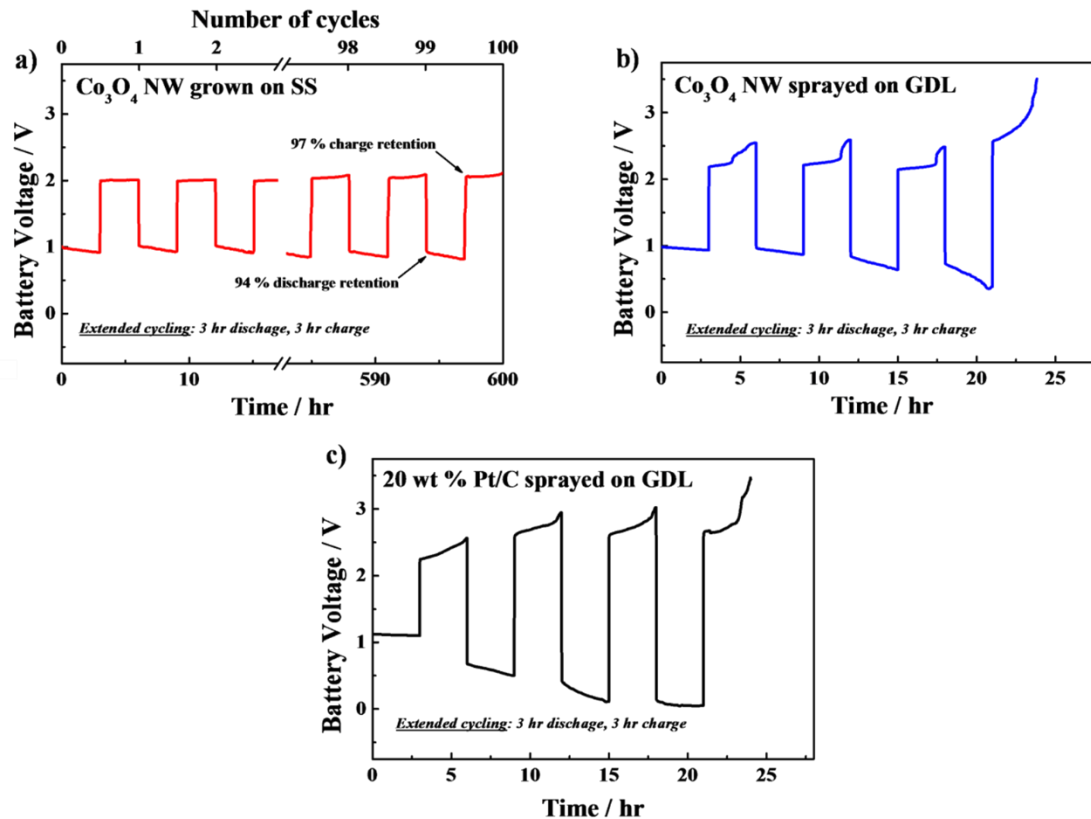 Number of cycles
0 1 2 98 99 100
a)
Co₃O₄ NW grown on SS
97 % charge retention
94 % discharge retention
Extended cycling: 3 hr dischage, 3 hr charge
Battery Voltage / V
3
2
1
0
0 10 590 600
Time / hr
b)
Co₃O₄ NW sprayed on GDL
Extended cycling: 3 hr dischage, 3 hr charge
Battery Voltage / V
3
2
1
0
0 5 10 15 20 25
Time / hr
c)
20 wt % Pt/C sprayed on GDL
Extended cycling: 3 hr dischage, 3 hr charge
Battery Voltage / V
3
2
1
0
0 5 10 15 20 25
Time / hr